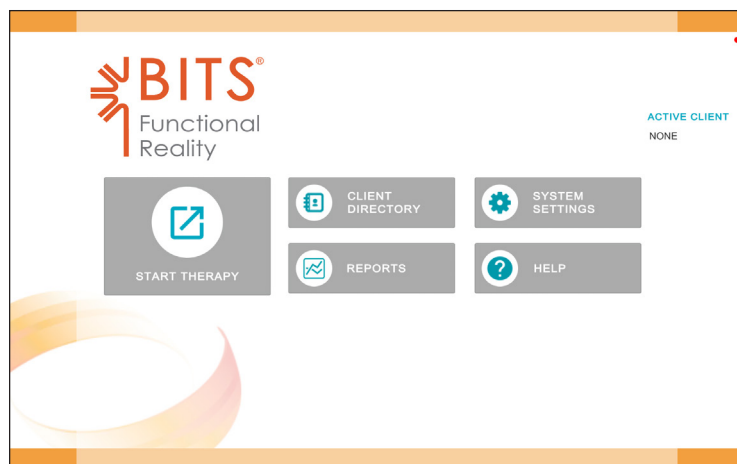 BITS®
Functional
Reality
ACTIVE CLIENT
NONE
START THERAPY
CLIENT
DIRECTORY
SYSTEM
SETTINGS
REPORTS
HELP